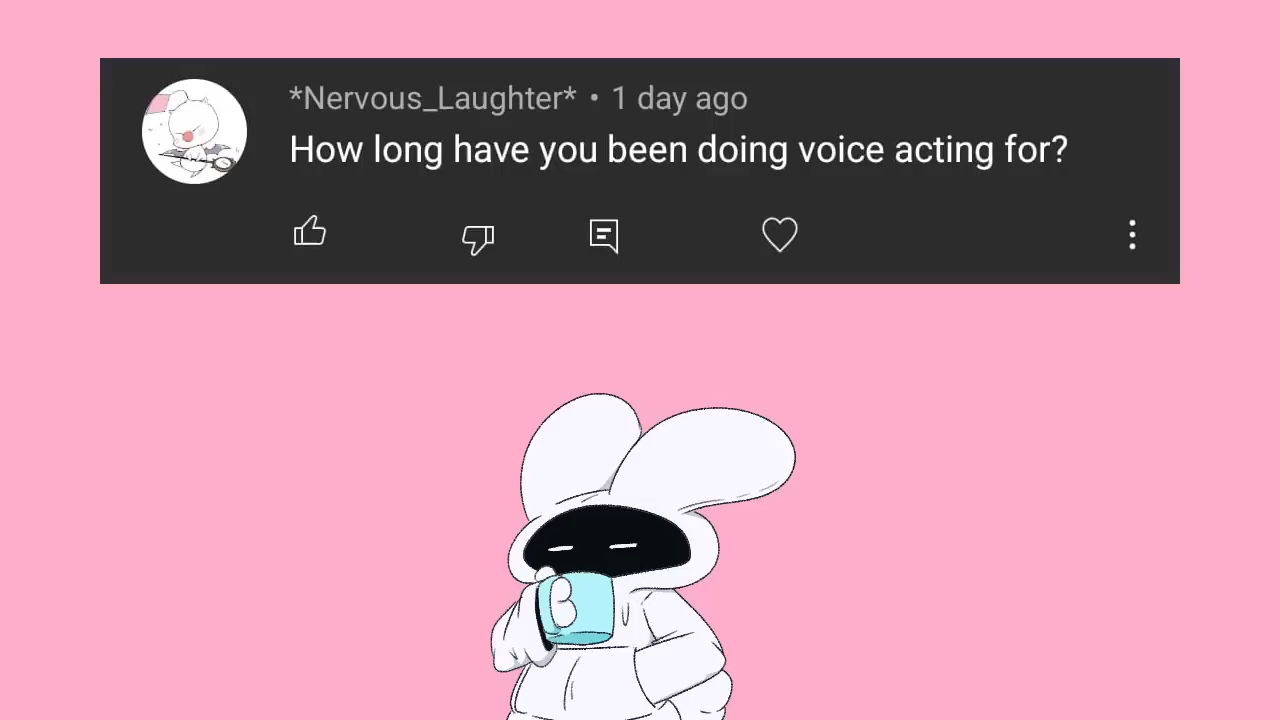 *Nervous_Laughter* • 1 day ago
How long have you been doing voice acting for?